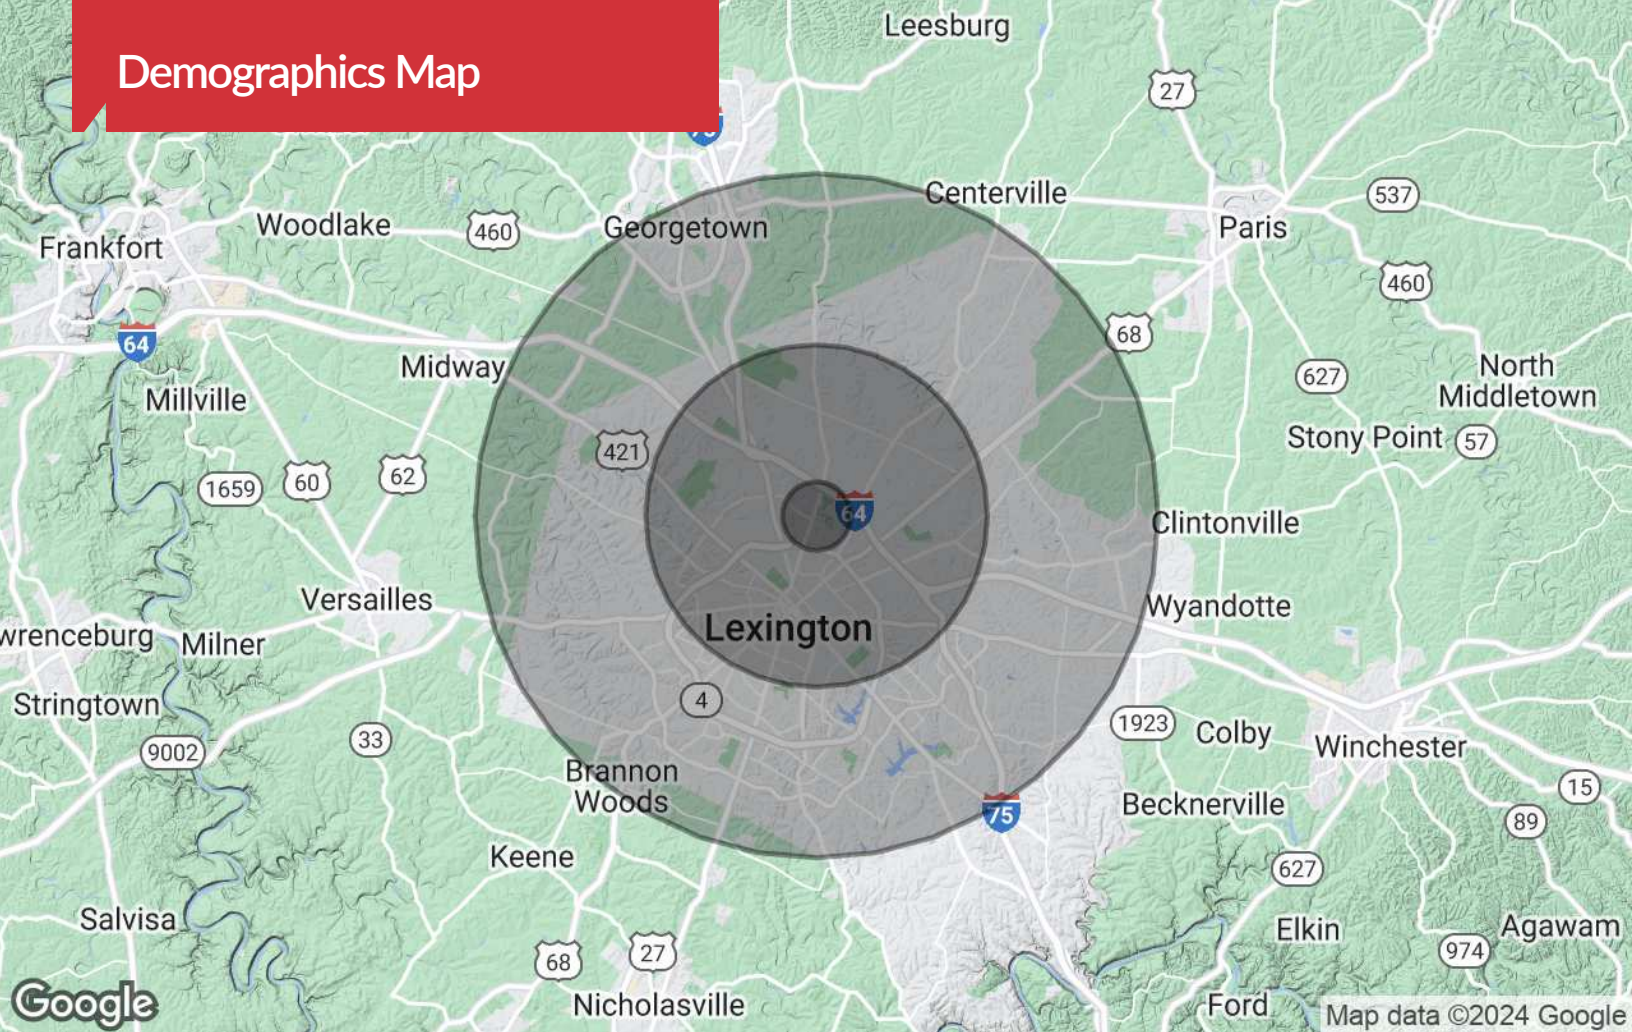 Demographics Map
Leesburg
27
Centerville
537
Woodlake
460
Georgetown
Paris
Frankfort
460
64
68
Midway
North
Middletown
627
Millville
421
Stony Point
57
62
60
1659
64
Clintonville
Versailles
Wyandotte
Lexington
wrenceburg
Milner
4
Stringtown
1923
Colby
33
9002
Winchester
Brannon
Woods
15
75
Becknerville
89
Keene
627
Salvisa
Elkin
Agawam
68
27
974
Google
Nicholasville
Ford
Map data ©2024 Google